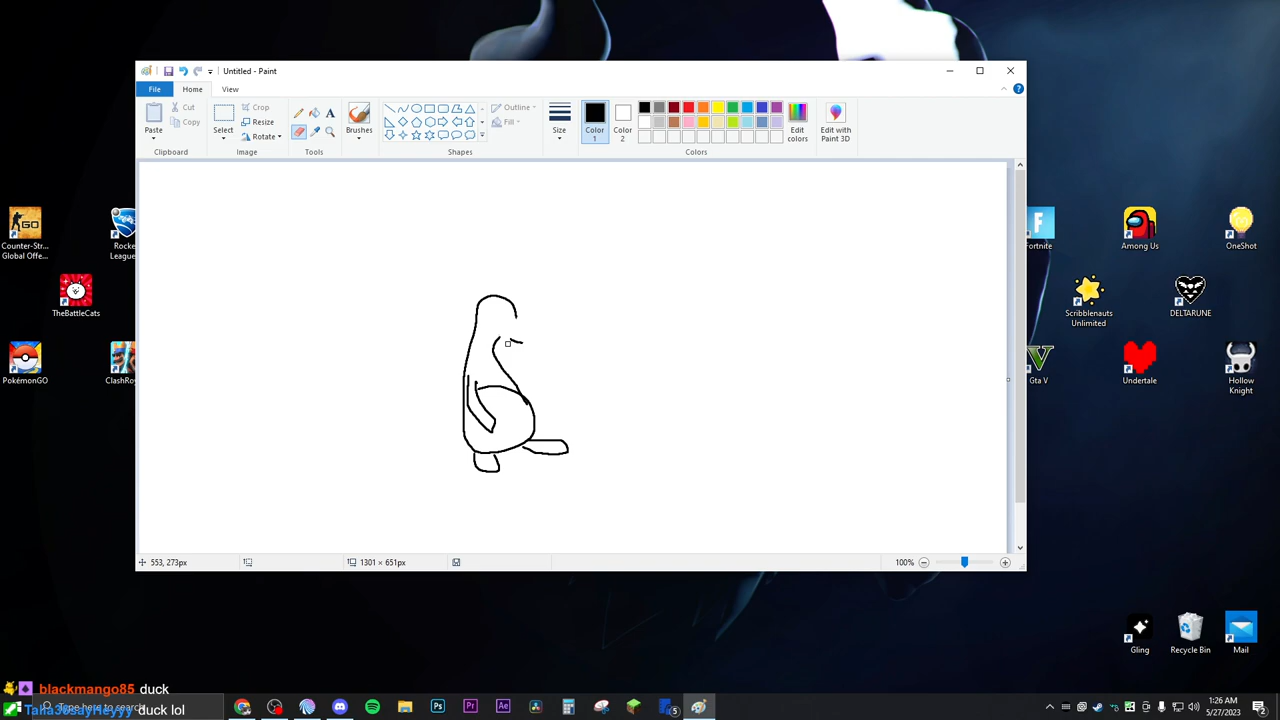 Untitled - Paint
File Home View
Cut
Copy
Paste
Clipboard
Crop
Resize
Rotate
Select
Image
Tools
Brushes
Shapes
Outline
Fill
Size
Color 1
Color 2
Edit colors
Colors
Edit with Paint 3D
Counter-Str...
Global Offe...
Rocke
League
TheBattleCats
PokémonGO
ClashRo
Fortnite
Among Us
OneShot
Scribblenauts
Unlimited
DELTARUNE
Gta V
Undertale
Hollow
Knight
553, 273px
1301 × 651px
100%
Gling
Recycle Bin
Mail
blackmango85 duck
duck lol
1:26 AM
5/27/2023
5
2